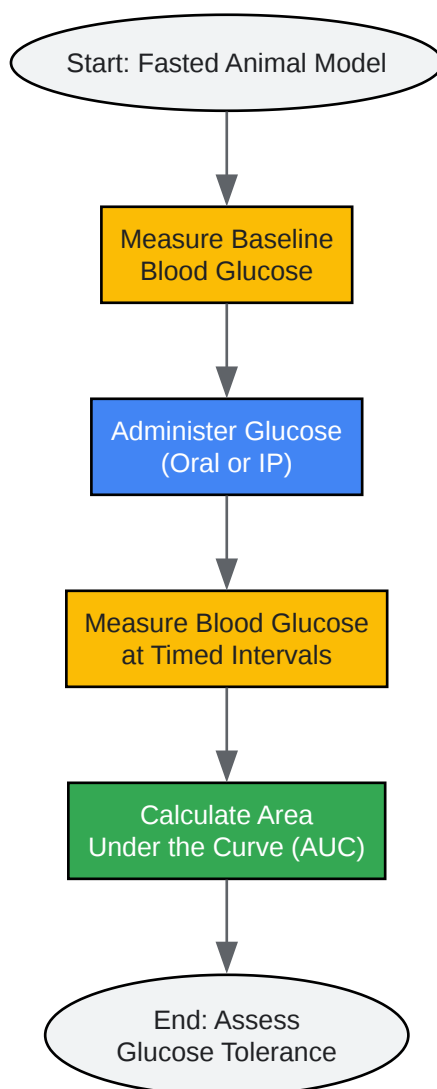 Start: Fasted Animal Model
Measure Baseline
Blood Glucose
Administer Glucose
(Oral or IP)
Measure Blood Glucose
at Timed Intervals
Calculate Area
Under the Curve (AUC)
End: Assess
Glucose Tolerance